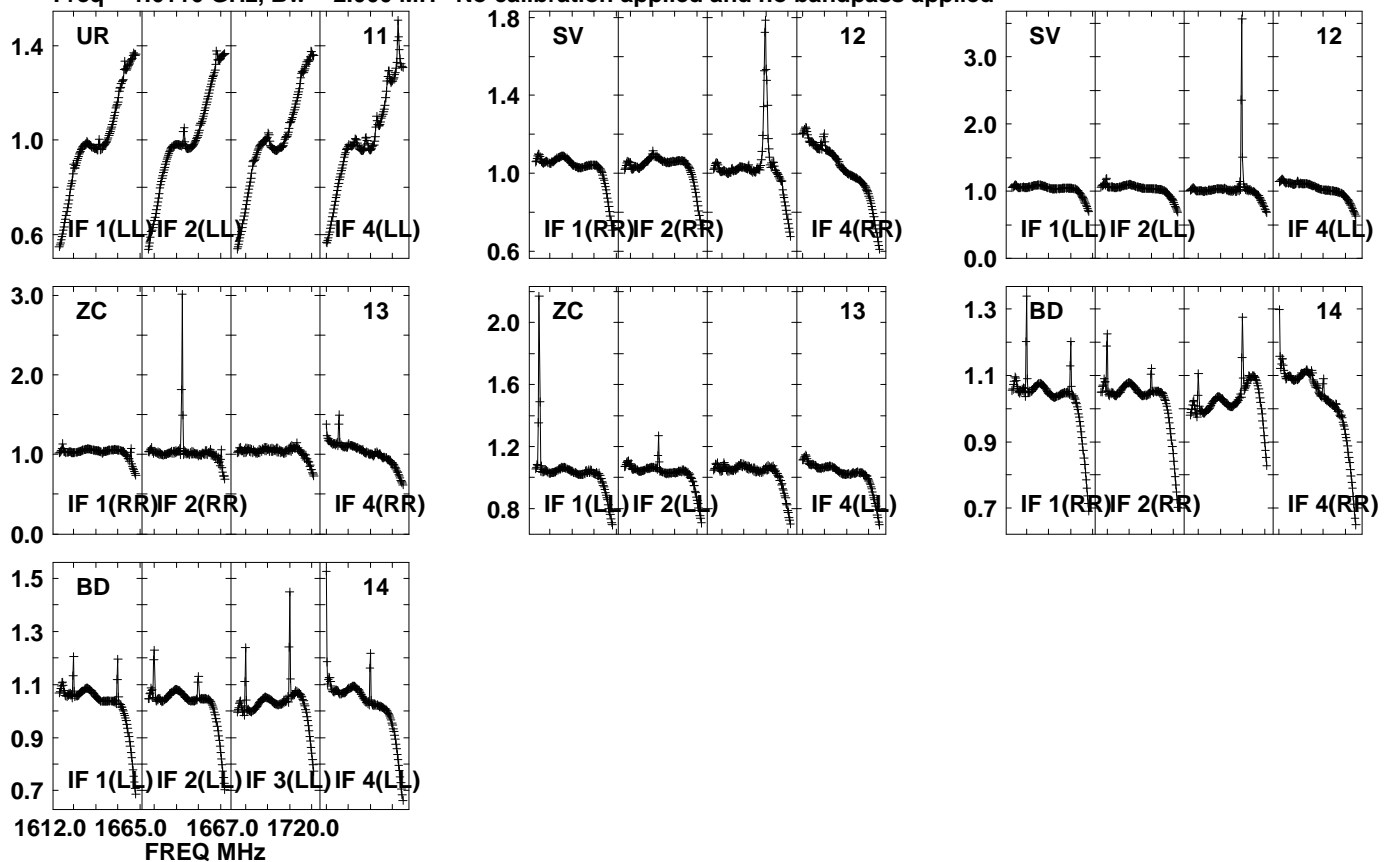 No calibration applied and no bandpass applied
UR 11
1.4
1.0
0.6
IF 1(LL) IF 2(LL) IF 4(LL)
SV 12
1.8
1.4
1.0
0.6
IF 1(RR) IF 2(RR) IF 4(RR)
SV 12
3.0
2.0
1.0
0.0
IF 1(LL) IF 2(LL) IF 4(LL)
ZC 13
3.0
2.0
1.0
0.0
IF 1(RR) IF 2(RR) IF 4(RR)
ZC 13
2.0
1.6
1.2
0.8
IF 1(LL) IF 2(LL) IF 4(LL)
BD 14
1.3
1.1
0.9
0.7
IF 1(RR) IF 2(RR) IF 4(RR)
BD 14
1.5
1.3
1.1
0.9
0.7
IF 1(LL) IF 2(LL) IF 3(LL) IF 4(LL)
1612.0 1665.0 1667.0 1720.0
FREQ MHz